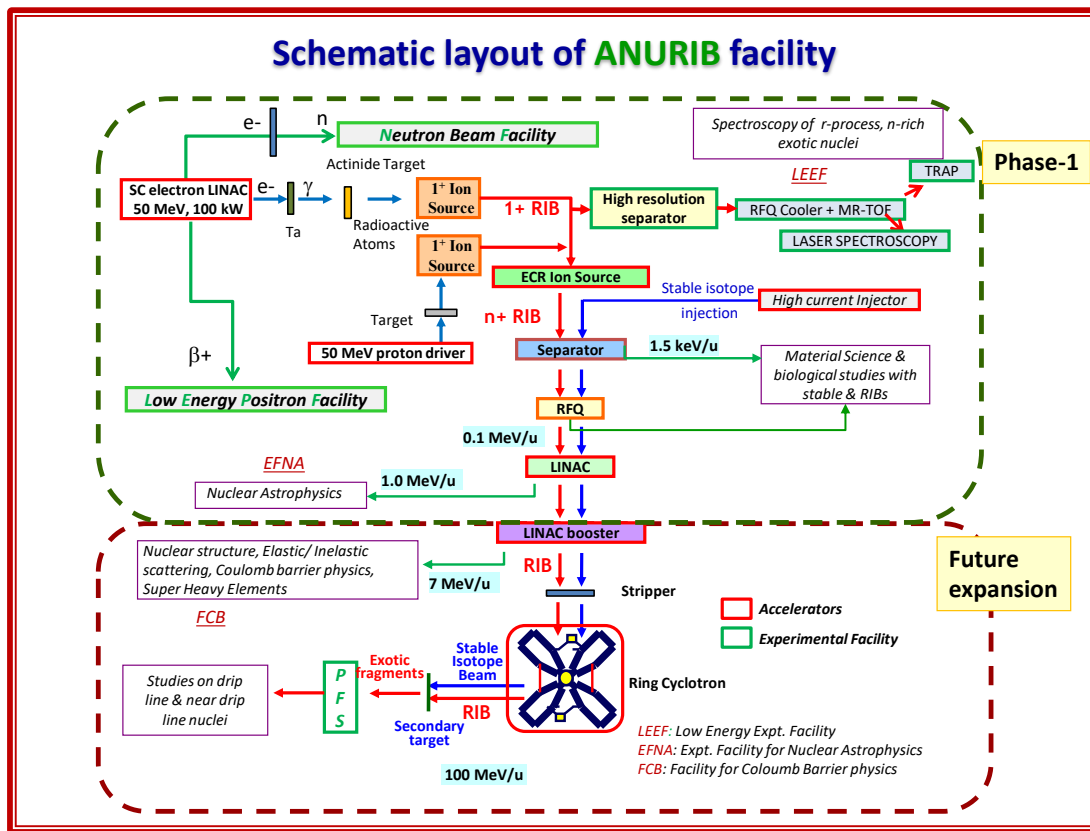 Schematic layout of ANURIB facility
e-
n
Neutron Beam Facility
Spectroscopy of r-process, n-rich
exotic nuclei
Phase-1
LEEF
TRAP
Actinide Target
SC electron LINAC
50 MeV, 100 kW
e-
γ
Ta
Radioactive
Atoms
1+ Ion
Source
1+ RIB
High resolution
separator
RFQ Cooler + MR-TOF
LASER SPECTROSCOPY
1+ Ion
Source
ECR Ion Source
Stable isotope
injection
High current Injector
n+ RIB
Target
50 MeV proton driver
Separator
1.5 keV/u
Material Science &
biological studies with
stable & RIBs
β+
Low Energy Positron Facility
RFQ
0.1 MeV/u
EFNA
LINAC
1.0 MeV/u
Nuclear Astrophysics
LINAC booster
Nuclear structure, Elastic/ Inelastic
scattering, Coulomb barrier physics,
Super Heavy Elements
7 MeV/u
RIB
Future
expansion
Stripper
FCB
Accelerators
Experimental Facility
Stable
Isotope
Beam
Exotic
fragments
Ring Cyclotron
Studies on drip
line & near drip
line nuclei
P
F
S
RIB
Secondary
target
LEEF: Low Energy Expt. Facility
EFNA: Expt. Facility for Nuclear Astrophysics
FCB: Facility for Coloumb Barrier physics
100 MeV/u